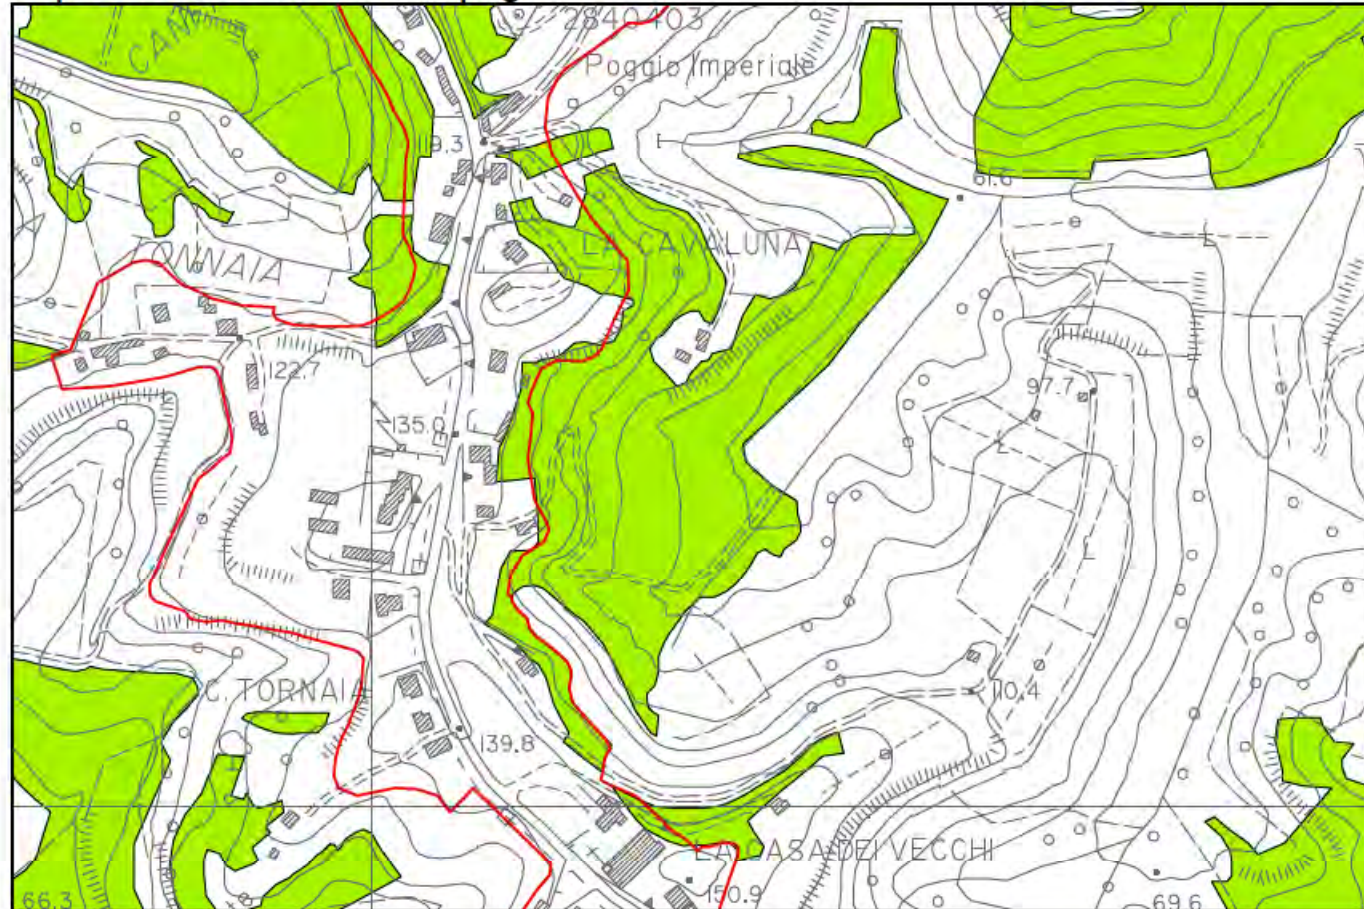 2840403
Poggio Imperiale
119.3
61.6
LA CAVALUNA
TONNAIA
122.7
97.7
135.0
C. TORNAIA
110.4
139.8
LA CASA DEI VECCHI
66.3
150.9
69.6